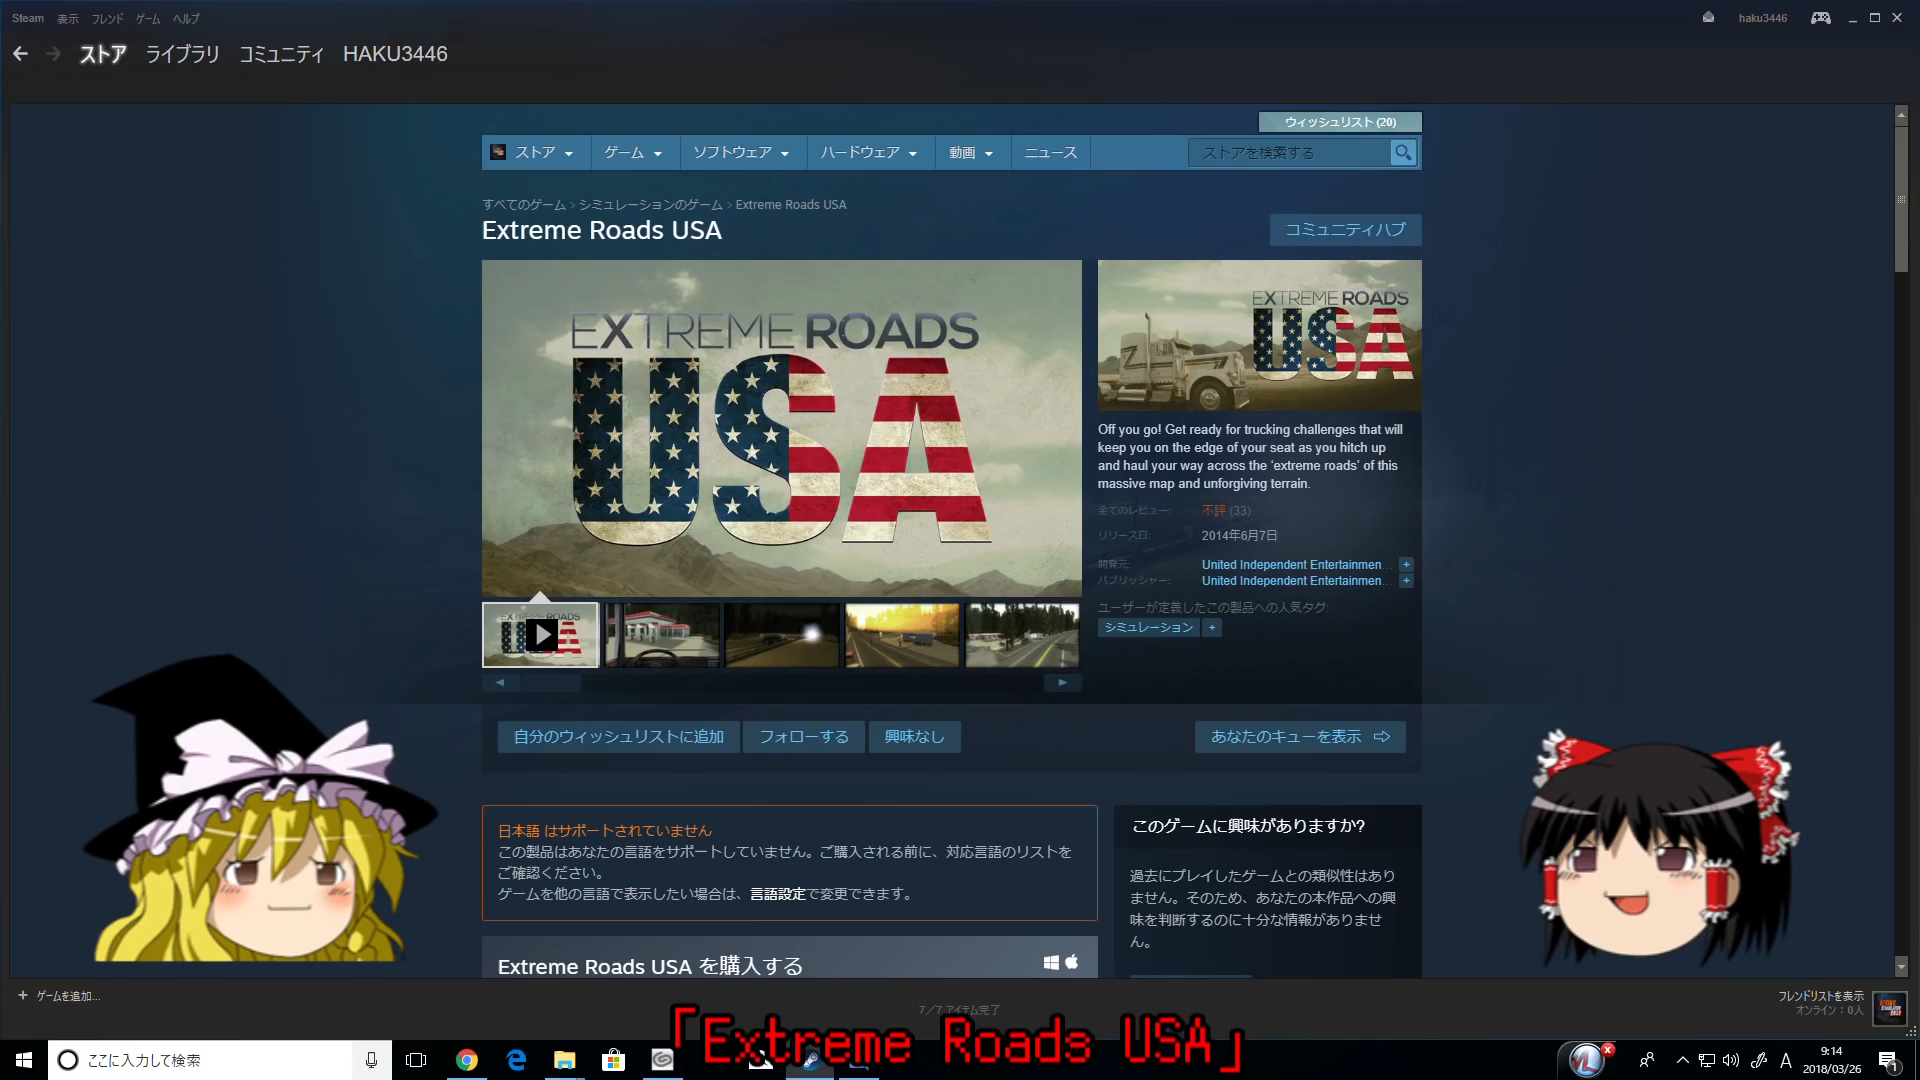 Steam 表示 フレンド ゲーム ヘルプ
haku3446
ストア ライブラリ コミュニティ HAKU3446
ウィッシュリスト (20)
ストア ゲーム ソフトウェア ハードウェア 動画 ニュース ストアを検索する
すべてのゲーム > シミュレーションのゲーム > Extreme Roads USA
Extreme Roads USA
コミュニティハブ
EXTREME ROADS
USA
EXTREME ROADS
USA
Off you go! Get ready for trucking challenges that will
keep you on the edge of your seat as you hitch up
and haul your way across the ‘extreme roads’ of this
massive map and unforgiving terrain.
全てのレビュー: 不評 (33)
リリース日: 2014年6月7日
開発元: United Independent Entertainmen... +
パブリッシャー: United Independent Entertainmen... +
ユーザーが定義したこの製品への人気タグ:
シミュレーション +
自分のウィッシュリストに追加 フォローする 興味なし あなたのキューを表示
日本語 はサポートされていません
この製品はあなたの言語をサポートしていません。ご購入される前に、対応言語のリストを
ご確認ください。
ゲームを他の言語で表示したい場合は、言語設定で変更できます。
このゲームに興味がありますか?
過去にプレイしたゲームとの類似性はあり
ません。そのため、あなたの本作品への興
味を判断するのに十分な情報がありませ
ん。
Extreme Roads USA を購入する
+ ゲームを追加...
7／7 アイテム完了
フレンドリストを表示
オンライン：0人
「Extreme Roads USA」
ここに入力して検索
A
9:14
2018/03/26
1